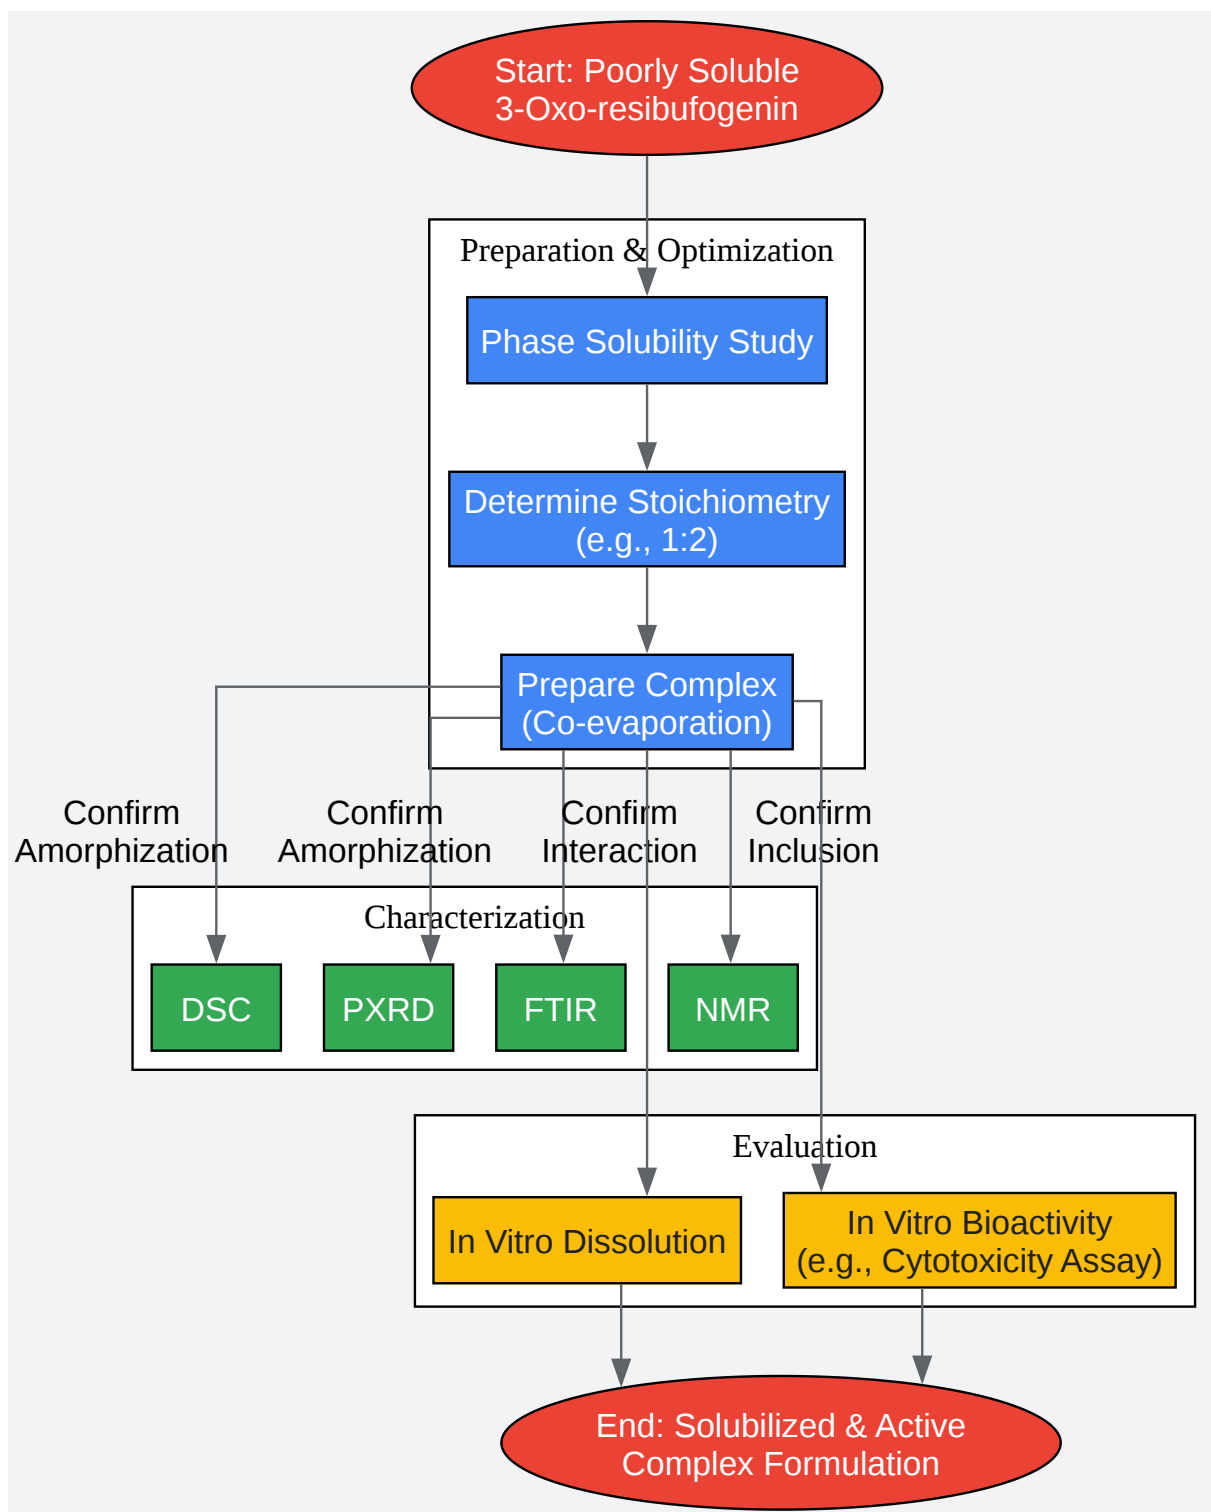 Start: Poorly Soluble
3-Oxo-resibufogenin
Preparation & Optimization
Phase Solubility Study
Determine Stoichiometry
(e.g., 1:2)
Prepare Complex
(Co-evaporation)
Confirm
Amorphization
Confirm
Amorphization
Confirm
Interaction
Confirm
Inclusion
Characterization
DSC
PXRD
FTIR
NMR
Evaluation
In Vitro Dissolution
In Vitro Bioactivity
(e.g., Cytotoxicity Assay)
End: Solubilized & Active
Complex Formulation